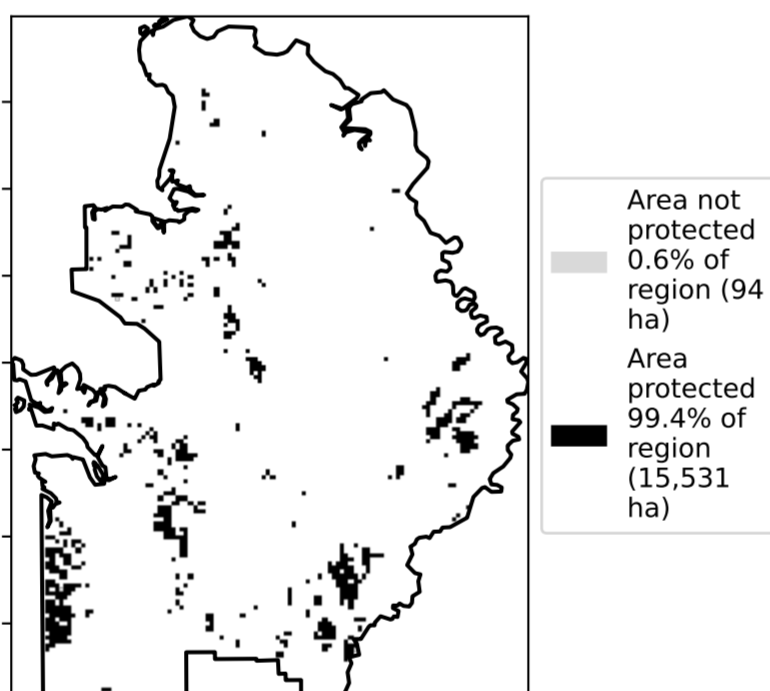 Area not
protected
0.6% of
region (94
ha)
Area
protected
99.4% of
region
(15,531
ha)